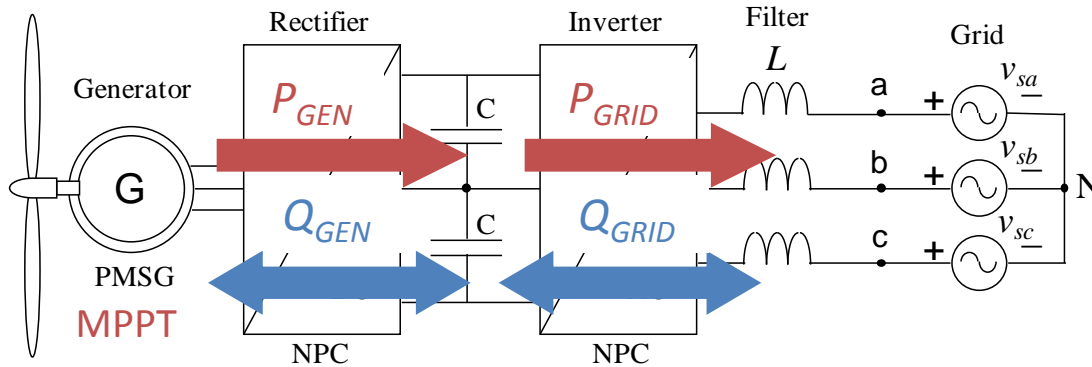 Rectifier
Inverter
Filter
Grid
Generator
L
v_sa
P_GEN
C
P_GRID
a
+
−
G
b
+
v_sb
−
N
Q_GEN
C
Q_GRID
c
+
v_sc
−
PMSG
MPPT
NPC
NPC